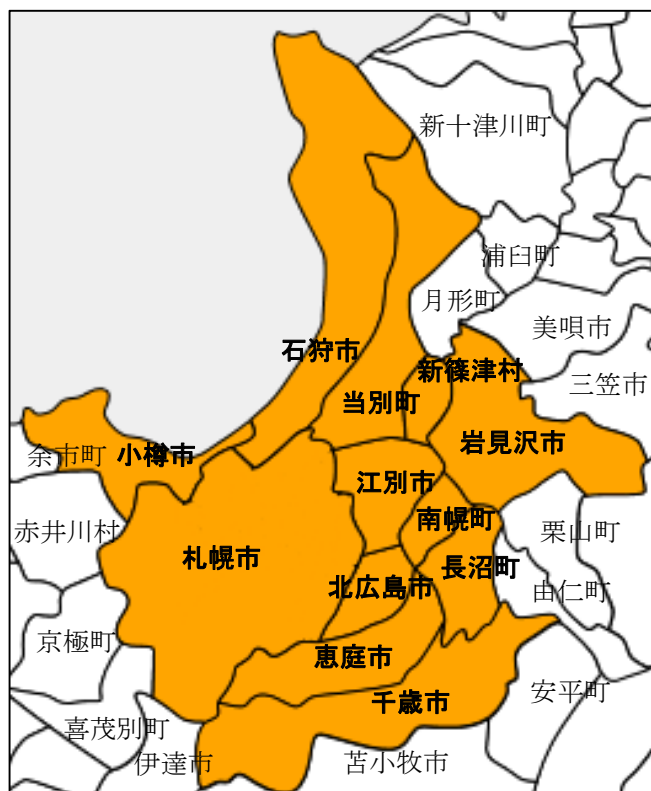 新十津川町
浦臼町
月形町
美唄市
石狩市
新篠津村
三笠市
当別町
岩見沢市
余市町
小樽市
江別市
南幌町
赤井川村
栗山町
札幌市
長沼町
北広島市
由仁町
京極町
恵庭市
千歳市
安平町
喜茂別町
伊達市
苫小牧市